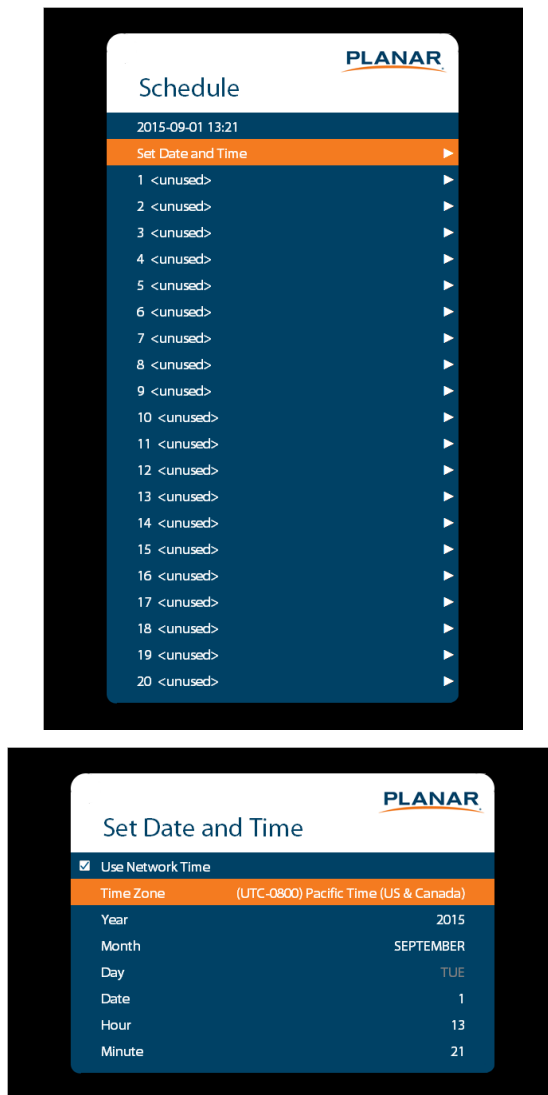 PLANAR
Schedule
2015-09-01 13:21
Set Date and Time
1 <unused>
2 <unused>
3 <unused>
4 <unused>
5 <unused>
6 <unused>
7 <unused>
8 <unused>
9 <unused>
10 <unused>
11 <unused>
12 <unused>
13 <unused>
14 <unused>
15 <unused>
16 <unused>
17 <unused>
18 <unused>
19 <unused>
20 <unused>
PLANAR
Set Date and Time
Use Network Time
Time Zone (UTC-0800) Pacific Time (US & Canada)
Year 2015
Month SEPTEMBER
Day TUE
Date 1
Hour 13
Minute 21